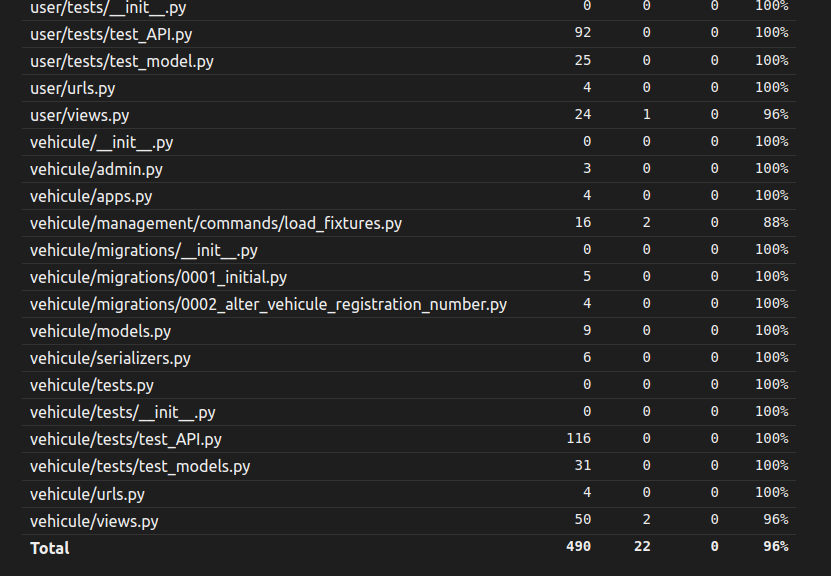 user/tests/__init__.py 0 0 0 100%
user/tests/test_API.py 92 0 0 100%
user/tests/test_model.py 25 0 0 100%
user/urls.py 4 0 0 100%
user/views.py 24 1 0 96%
vehicule/__init__.py 0 0 0 100%
vehicule/admin.py 3 0 0 100%
vehicule/apps.py 4 0 0 100%
vehicule/management/commands/load_fixtures.py 16 2 0 88%
vehicule/migrations/__init__.py 0 0 0 100%
vehicule/migrations/0001_initial.py 5 0 0 100%
vehicule/migrations/0002_alter_vehicule_registration_number.py 4 0 0 100%
vehicule/models.py 9 0 0 100%
vehicule/serializers.py 6 0 0 100%
vehicule/tests.py 0 0 0 100%
vehicule/tests/__init__.py 0 0 0 100%
vehicule/tests/test_API.py 116 0 0 100%
vehicule/tests/test_models.py 31 0 0 100%
vehicule/urls.py 4 0 0 100%
vehicule/views.py 50 2 0 96%
Total 490 22 0 96%